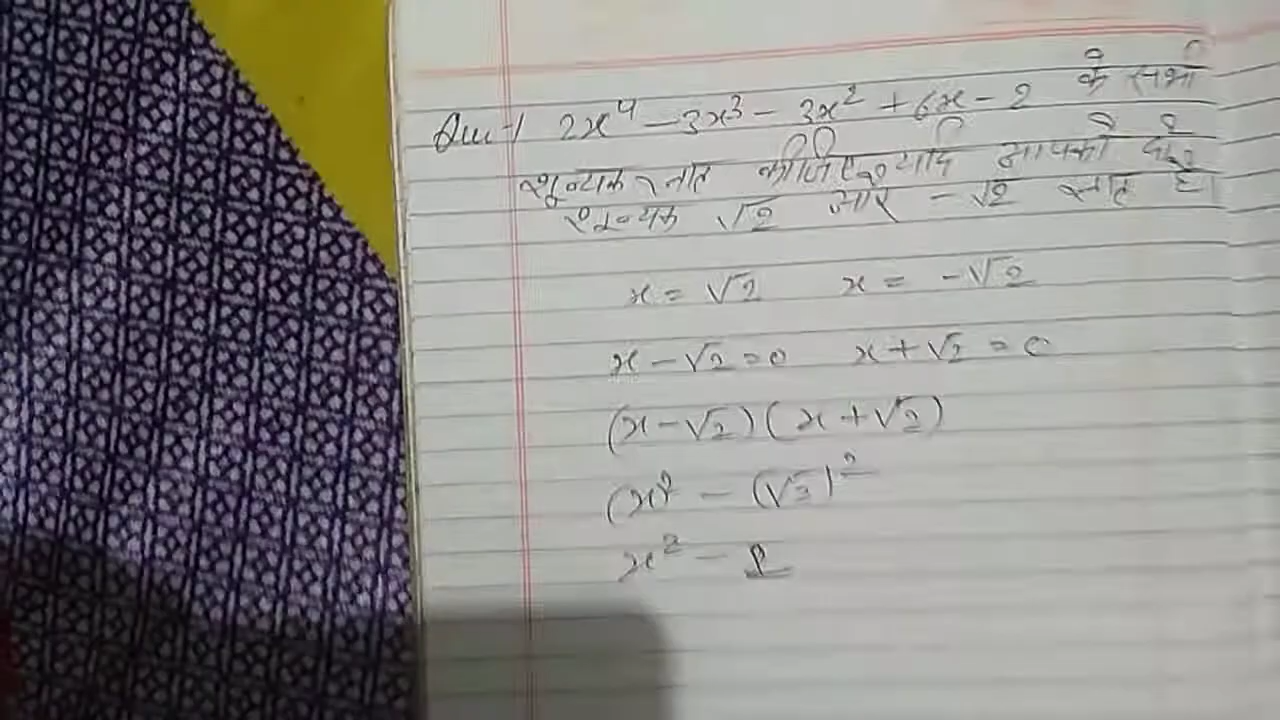 Que-1 2x⁴ - 3x³ - 3x² + 6x - 2 के सभी
शून्यक ज्ञात कीजिए, यदि आपको दो
शून्यक √2 और - √2 ज्ञात है।
x = √2 x = -√2
x - √2 = 0 x + √2 = 0
(x - √2) (x + √2)
(x)² - (√2)²
x² - 2